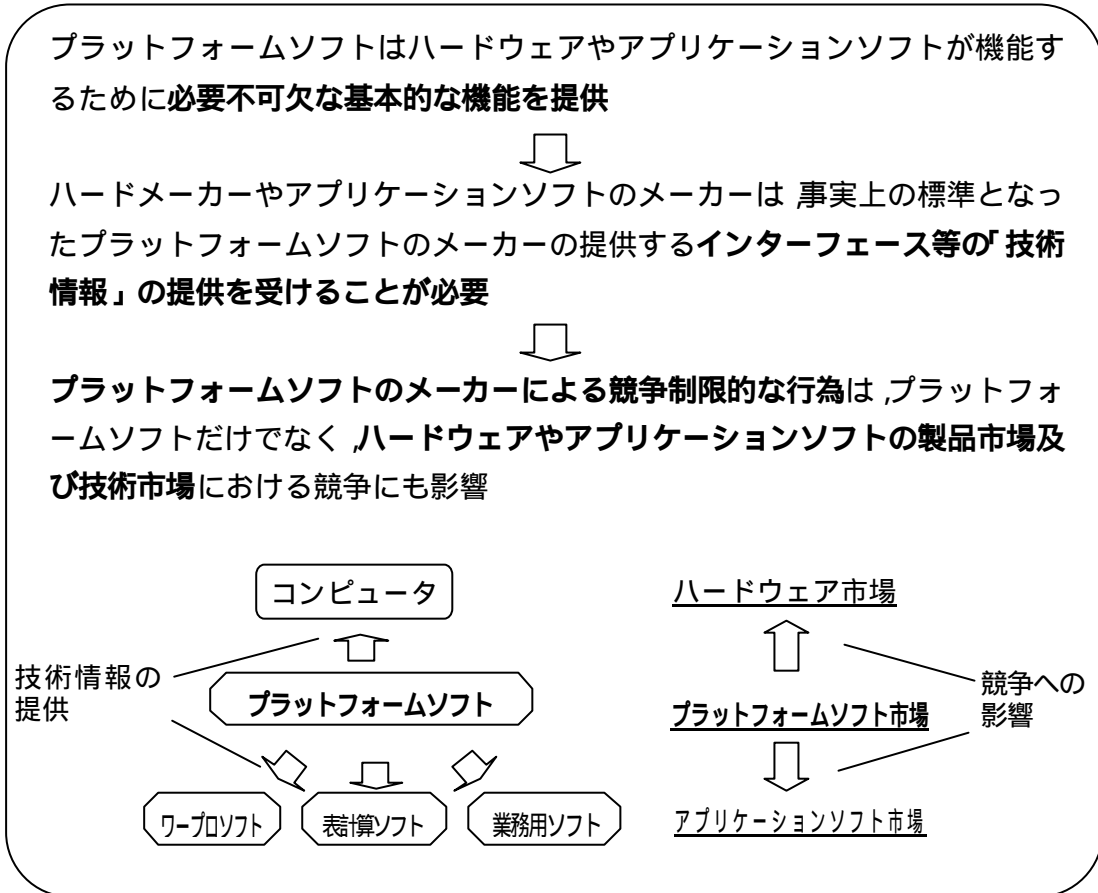 プラットフォームソフトはハードウェアやアプリケーションソフトが機能す
るために必要不可欠な基本的な機能を提供
ハードメーカーやアプリケーションソフトのメーカーは,事実上の標準となっ
たプラットフォームソフトのメーカーの提供するインターフェース等の「技術
情報」の提供を受けることが必要
プラットフォームソフトのメーカーによる競争制限的な行為は,プラットフォ
ームソフトだけでなく,ハードウェアやアプリケーションソフトの製品市場及
び技術市場における競争にも影響
コンピュータ
技術情報の
提供
プラットフォームソフト
ワープロソフト
表計算ソフト
業務用ソフト
ハードウェア市場
プラットフォームソフト市場
アプリケーションソフト市場
競争への
影響